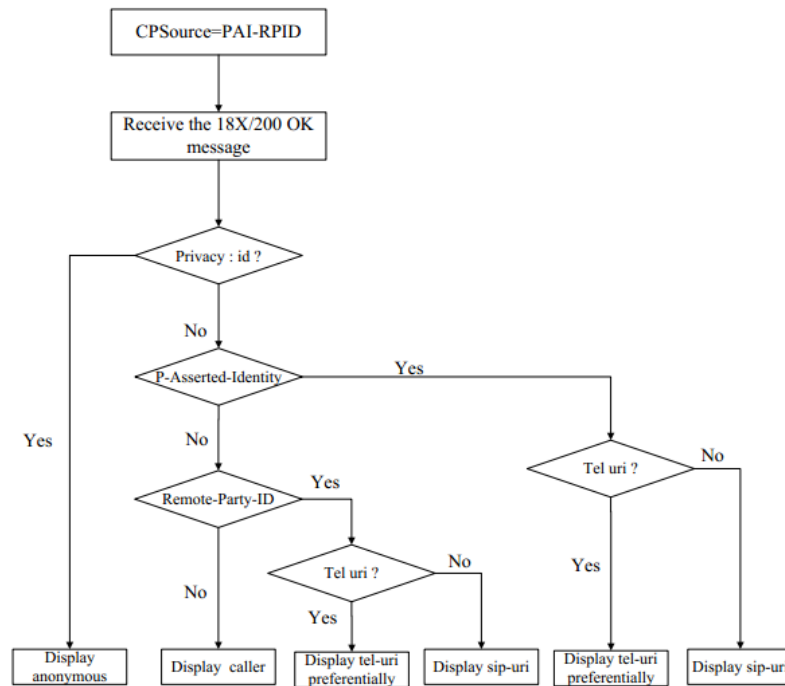 CPSource=PAI-RPID
Receive the 18X/200 OK
message
Privacy : id ?
No
P-Asserted-Identity
Yes
Yes
No
Tel uri ?
No
Remote-Party-ID
Yes
Tel uri ?
No
Yes
No
Yes
Display
anonymous
Display caller
Display tel-uri
preferentially
Display sip-uri
Display tel-uri
preferentially
Display sip-uri